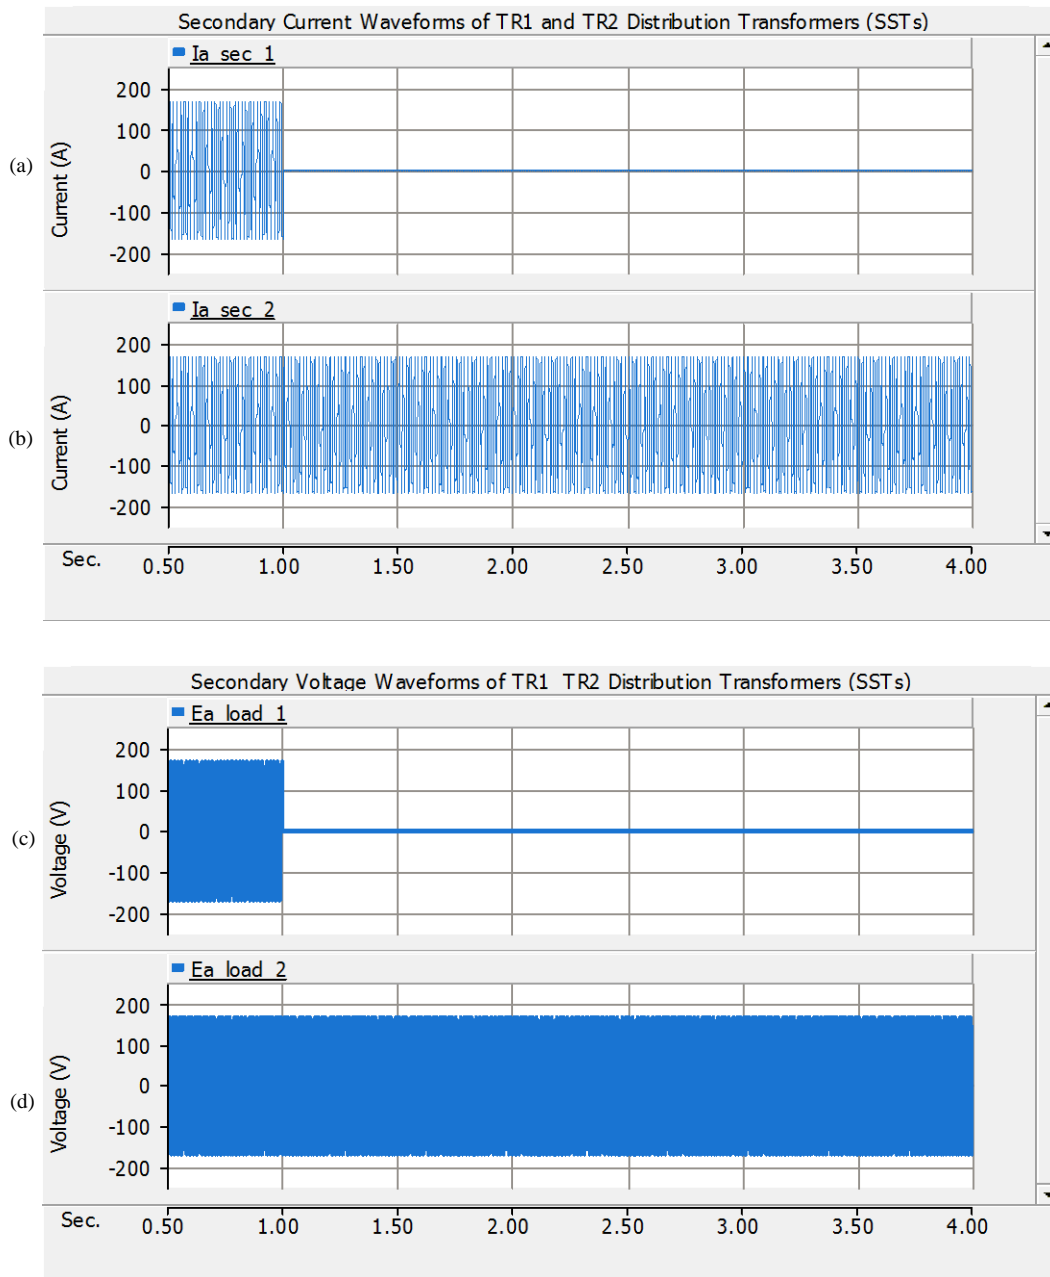 Secondary Current Waveforms of TR1 and TR2 Distribution Transformers (SSTs)
Ia_sec_1
200
100
0
-100
-200
Current (A)
(a)
Ia_sec_2
200
100
0
-100
-200
Current (A)
(b)
Sec. 0.50 1.00 1.50 2.00 2.50 3.00 3.50 4.00
Secondary Voltage Waveforms of TR1 TR2 Distribution Transformers (SSTs)
Ea_load_1
200
100
0
-100
-200
Voltage (V)
(c)
Ea_load_2
200
100
0
-100
-200
Voltage (V)
(d)
Sec. 0.50 1.00 1.50 2.00 2.50 3.00 3.50 4.00